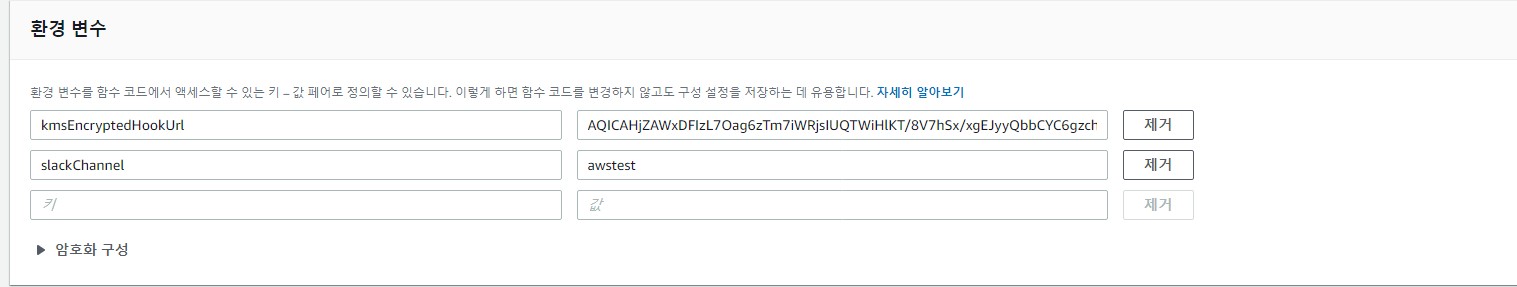 환경 변수
환경 변수를 함수 코드에서 액세스할 수 있는 키 – 값 페어로 정의할 수 있습니다. 이렇게 하면 함수 코드를 변경하지 않고도 구성 설정을 저장하는 데 유용합니다. 자세히 알아보기
kmsEncryptedHookUrl AQICAHjZAWxDFIzL7Oag6zTm7iWRjsIUQTWiHlKT/8V7hSx/xgEJyyQbbCYC6gzch 제거
slackChannel awstest 제거
키 값 제거
암호화 구성